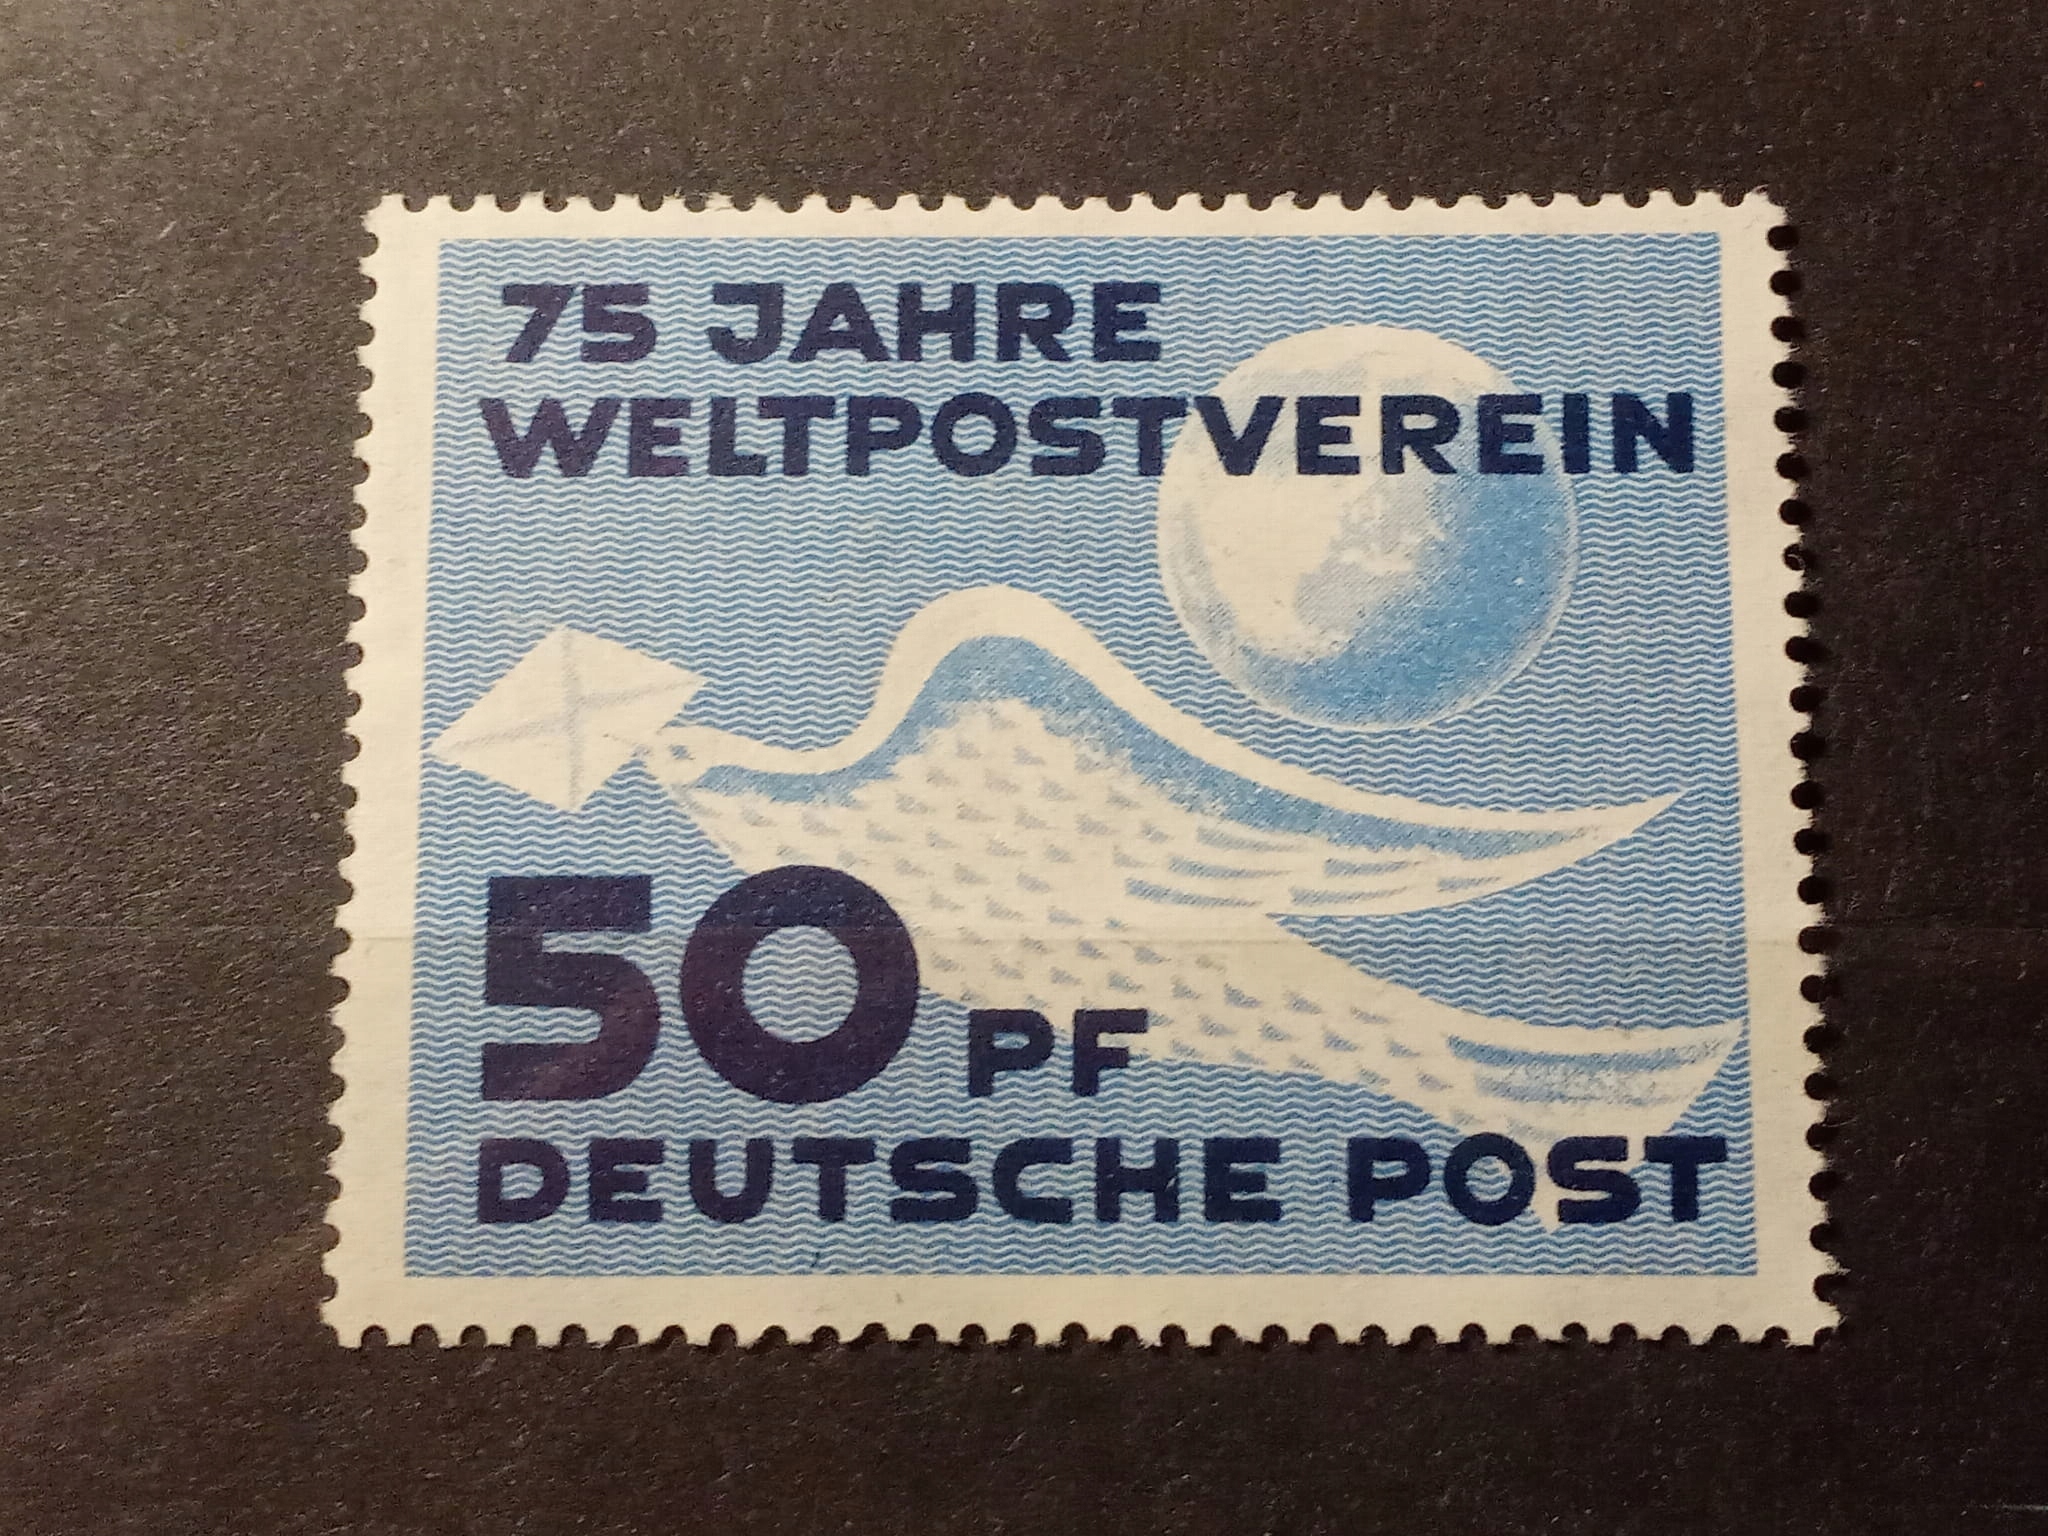 75 JAHRE
WELTPOSTVEREIN
50 PF
DEUTSCHE POST